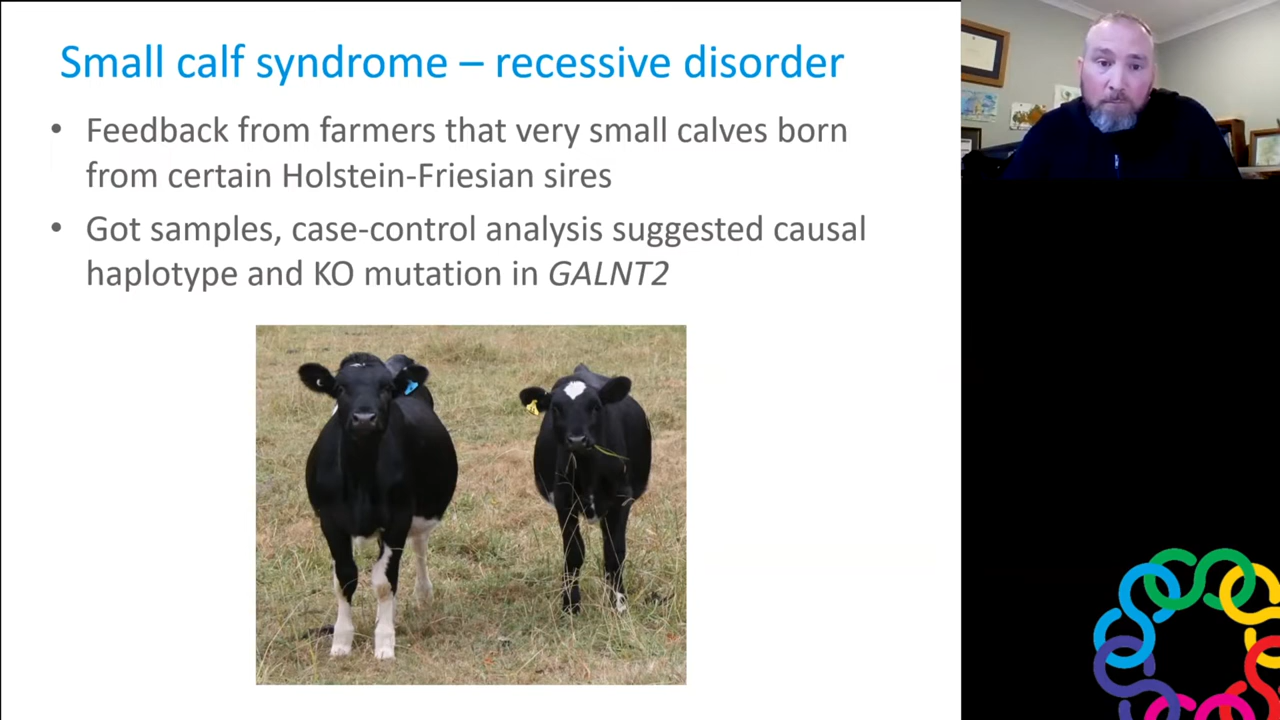 Small calf syndrome – recessive disorder
• Feedback from farmers that very small calves born
from certain Holstein-Friesian sires
• Got samples, case-control analysis suggested causal
haplotype and KO mutation in GALNT2